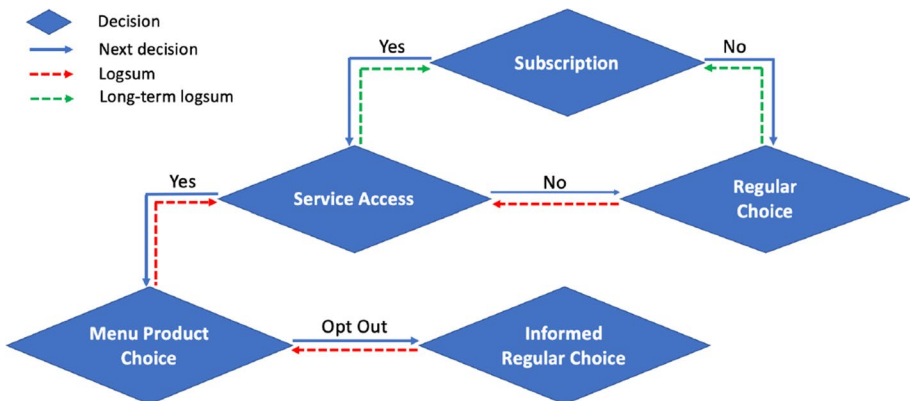 Decision
Next decision
Logsum
Long-term logsum
Yes
Subscription
No
Yes
Service Access
No
Regular
Choice
Menu Product
Choice
Opt Out
Informed
Regular Choice